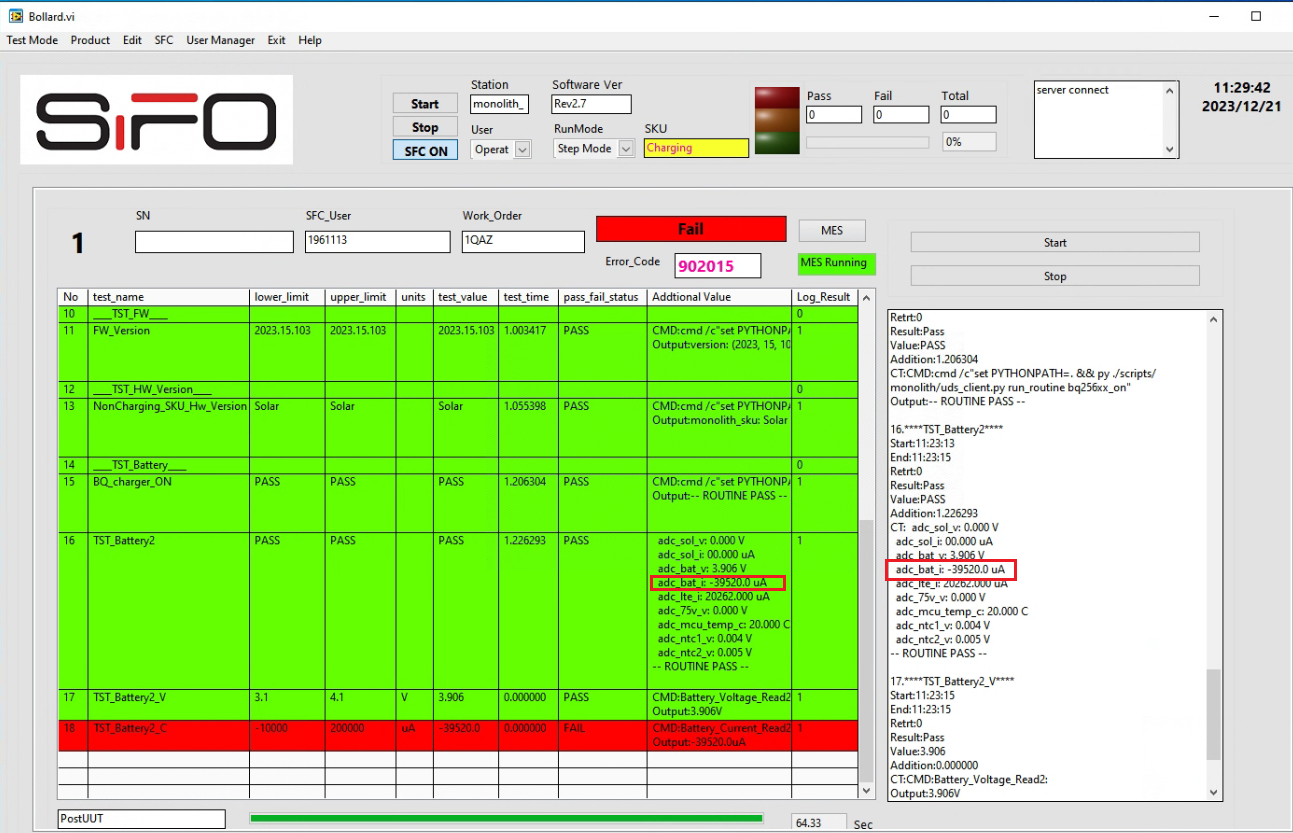 Bollard.vi
Test Mode Product Edit SFC User Manager Exit Help
SiFO
Start
Stop
SFC ON
Station
monolith_
User
Operat
Software Ver
Rev2.7
RunMode
Step Mode
SKU
Charging
Pass Fail Total
0 0 0
0%
server connect
11:29:42
2023/12/21
1
SN SFC_User Work_Order
1961113 1QAZ
Fail
Error_Code 902015
MES
MES Running
Start
Stop
No test_name lower_limit upper_limit units test_value test_time pass_fail_status Addtional Value Log_Result
10 ___TST_FW___ 0
11 FW_Version 2023.15.103 2023.15.103 2023.15.103 1.003417 PASS CMD:cmd /c"set PYTHONPA 1
Output:version: (2023, 15, 10
12 ___TST_HW_Version___ 0
13 NonCharging_SKU_Hw_Version Solar Solar Solar 1.055398 PASS CMD:cmd /c"set PYTHONPA 1
Output:monolith_sku: Solar
14 ___TST_Battery___ 0
15 BQ_charger_ON PASS PASS PASS 1.206304 PASS CMD:cmd /c"set PYTHONPA 1
Output:-- ROUTINE PASS --
16 TST_Battery2 PASS PASS PASS 1.226293 PASS adc_sol_v: 0.000 V 1
adc_sol_i: 00.000 uA
adc_bat_v: 3.906 V
adc_bat_i: -39520.0 uA
adc_lte_i: 20262.000 uA
adc_75v_v: 0.000 V
adc_mcu_temp_c: 20.000 C
adc_ntc1_v: 0.004 V
adc_ntc2_v: 0.005 V
-- ROUTINE PASS --
17 TST_Battery2_V 3.1 4.1 V 3.906 0.000000 PASS CMD:Battery_Voltage_Read2 1
Output:3.906V
18 TST_Battery2_C -10000 200000 uA -39520.0 0.000000 FAIL CMD:Battery_Current_Read2 1
Output:-39520.0uA
Retrt:0
Result:Pass
Value:PASS
Addition:1.206304
CT:CMD:cmd /c"set PYTHONPATH=. && py ./scripts/
monolith/uds_client.py run_routine bq256xx_on"
Output:-- ROUTINE PASS --
16.****TST_Battery2****
Start:11:23:13
End:11:23:15
Retrt:0
Result:Pass
Value:PASS
Addition:1.226293
CT: adc_sol_v: 0.000 V
adc_sol_i: 00.000 uA
adc_bat_v: 3.906 V
adc_bat_i: -39520.0 uA
adc_lte_i: 20262.000 uA
adc_75v_v: 0.000 V
adc_mcu_temp_c: 20.000 C
adc_ntc1_v: 0.004 V
adc_ntc2_v: 0.005 V
-- ROUTINE PASS --
17.****TST_Battery2_V****
Start:11:23:15
End:11:23:15
Retrt:0
Result:Pass
Value:3.906
Addition:0.000000
CT:CMD:Battery_Voltage_Read2:
Output:3.906V
PostUUT
64.33 Sec